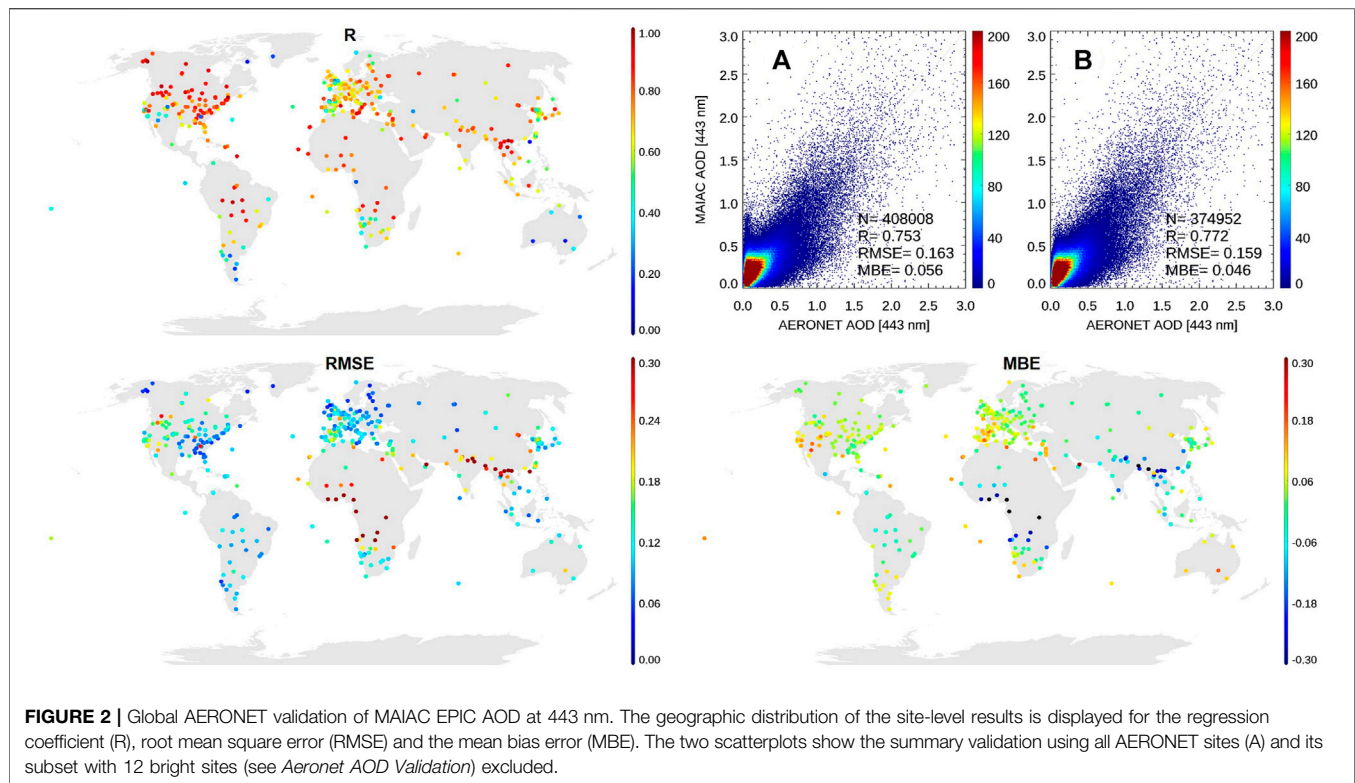 R
1.00
0.80
0.60
0.40
0.20
0.00
A
3.0
2.5
2.0
1.5
1.0
0.5
0.0
MAIAC AOD [443 nm]
N= 408008
R= 0.753
RMSE= 0.163
MBE= 0.056
0.0 0.5 1.0 1.5 2.0 2.5 3.0
AERONET AOD [443 nm]
200
160
120
80
40
0
B
3.0
2.5
2.0
1.5
1.0
0.5
0.0
N= 374952
R= 0.772
RMSE= 0.159
MBE= 0.046
0.0 0.5 1.0 1.5 2.0 2.5 3.0
AERONET AOD [443 nm]
200
160
120
80
40
0
RMSE
0.30
0.24
0.18
0.12
0.06
0.00
MBE
0.30
0.18
0.06
-0.06
-0.18
-0.30
FIGURE 2 | Global AERONET validation of MAIAC EPIC AOD at 443 nm. The geographic distribution of the site-level results is displayed for the regression
coefficient (R), root mean square error (RMSE) and the mean bias error (MBE). The two scatterplots show the summary validation using all AERONET sites (A) and its
subset with 12 bright sites (see Aeronet AOD Validation) excluded.